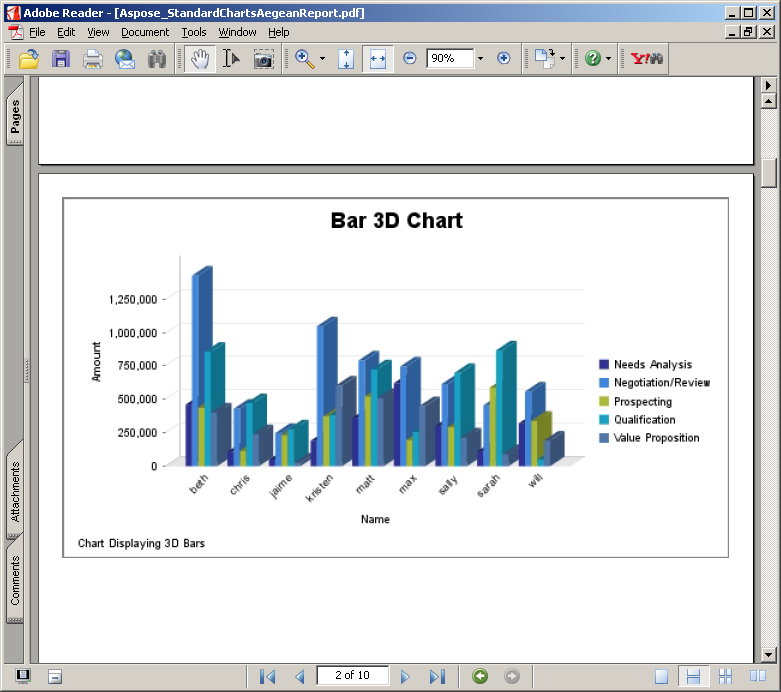 Adobe Reader - [Aspose_StandardChartsAegeanReport.pdf]
File Edit View Document Tools Window Help
90%
Y!
Pages
Attachments
Comments
Bar 3D Chart
Amount
1,250,000
1,000,000
750,000
500,000
250,000
0
beth chris jaime kristen matt max sally sarah will
Name
Needs Analysis
Negotiation/Review
Prospecting
Qualification
Value Proposition
Chart Displaying 3D Bars
2 of 10